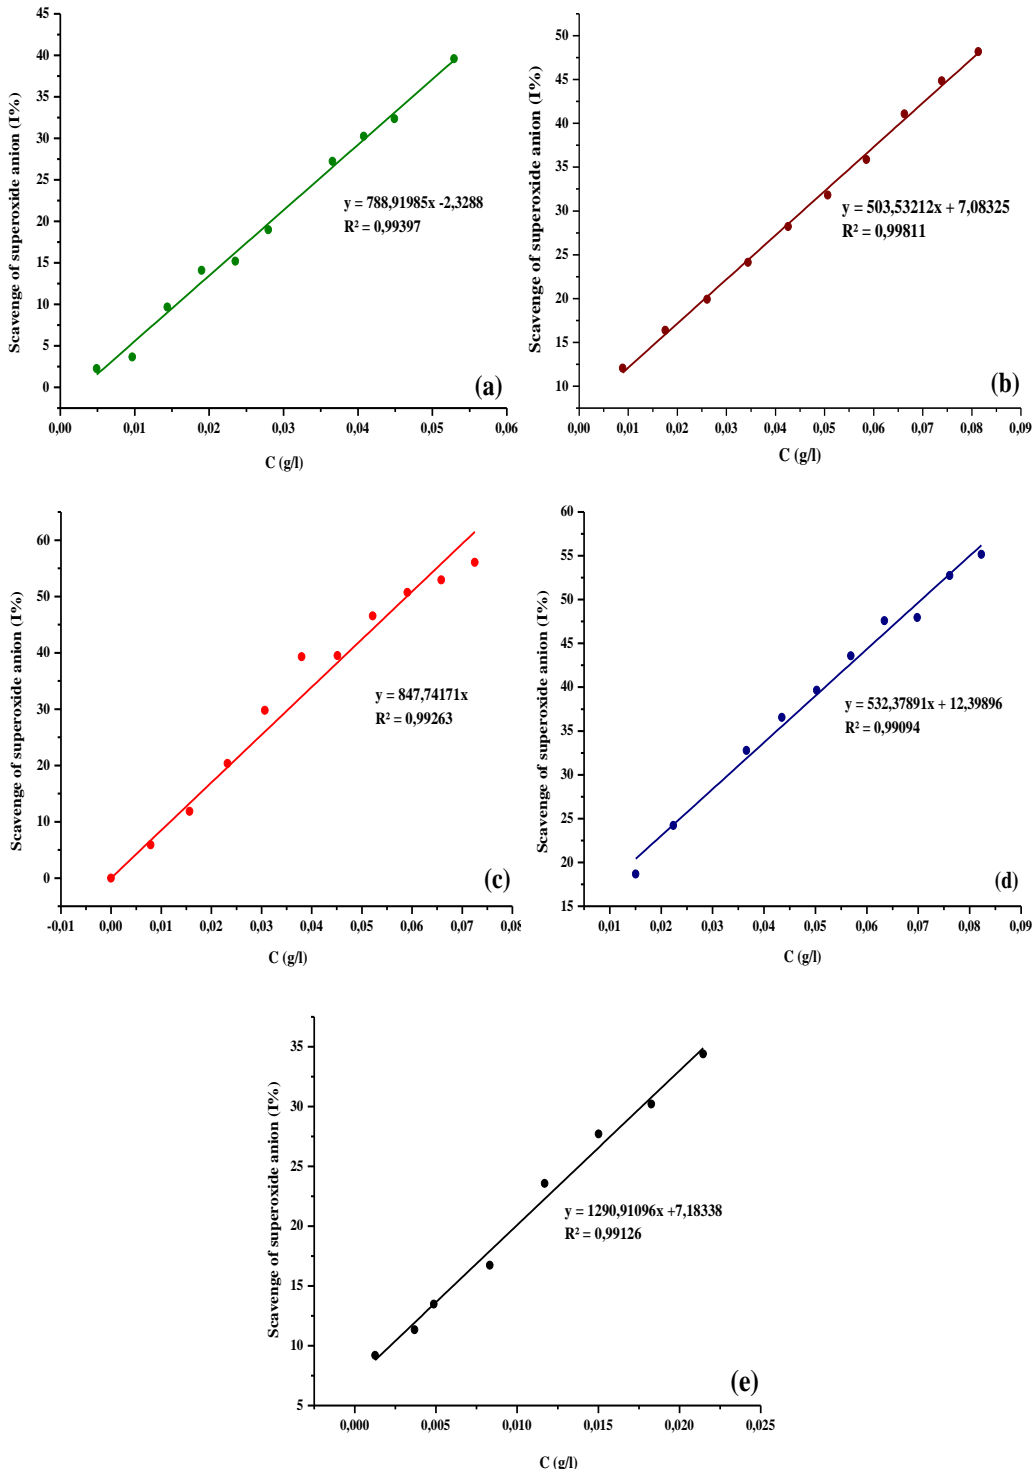 Scavenge of superoxide anion (I%)
45
40
35
30
25
20
15
10
5
0
y = 788,91985x -2,3288
R² = 0,99397
(a)
0,00 0,01 0,02 0,03 0,04 0,05 0,06
C (g/l)
Scavenge of superoxide anion (I%)
50
45
40
35
30
25
20
15
10
y = 503,53212x + 7,08325
R² = 0,99811
(b)
0,00 0,01 0,02 0,03 0,04 0,05 0,06 0,07 0,08 0,09
C (g/l)
Scavenge of superoxide anion (I%)
60
50
40
30
20
10
0
y = 847,74171x
R² = 0,99263
(c)
-0,01 0,00 0,01 0,02 0,03 0,04 0,05 0,06 0,07 0,08
C (g/l)
Scavenge of superoxide anion (I%)
60
55
50
45
40
35
30
25
20
15
y = 532,37891x + 12,39896
R² = 0,99094
(d)
0,01 0,02 0,03 0,04 0,05 0,06 0,07 0,08 0,09
C (g/l)
Scavenge of superoxide anion (I%)
35
30
25
20
15
10
5
y = 1290,91096x +7,18338
R² = 0,99126
(e)
0,000 0,005 0,010 0,015 0,020 0,025
C (g/l)